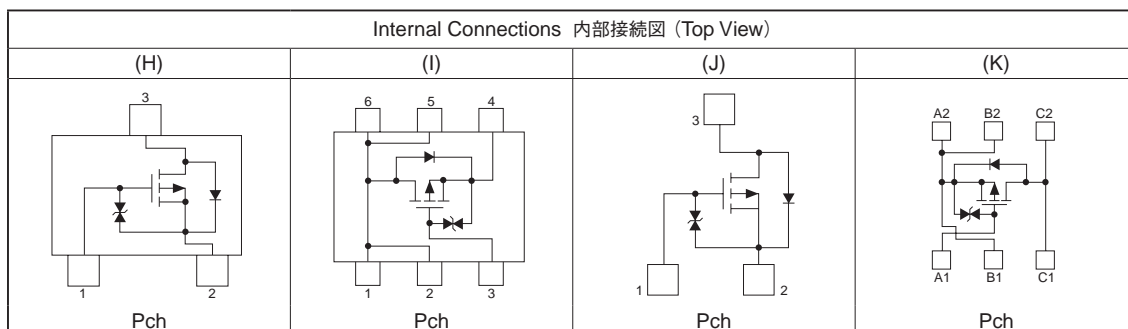 Internal Connections 内部接続図（Top View）
(H) (I) (J) (K)
3
1 2
Pch
6 5 4
1 2 3
Pch
3
1 2
Pch
A2 B2 C2
A1 B1 C1
Pch